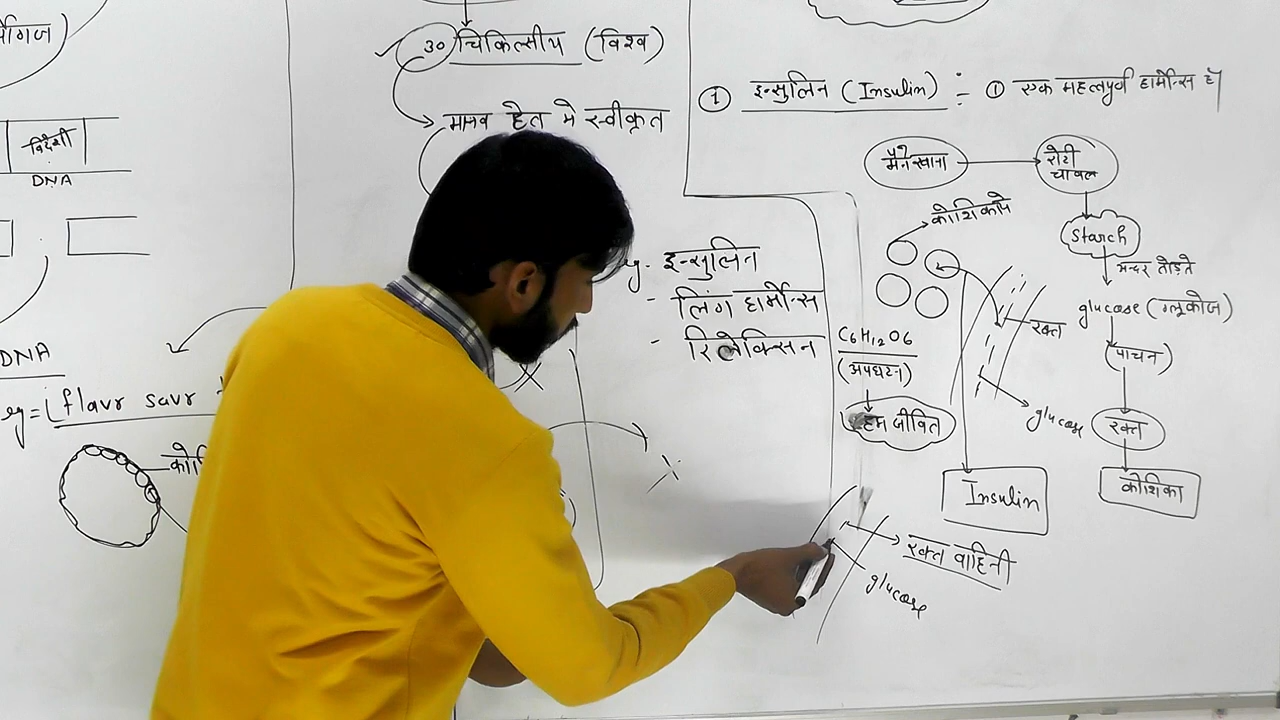 विदेशी
DNA
DNA
eg = flavr savr
30 चिकित्सीय (विश्व)
मानव हेत मे स्वीकृत
eg. इन्सुलिन
- लिंग हार्मोन्स
- रिलेक्सिन
① इन्सुलिन (Insulin) ÷ ① एक महत्वपूर्ण हार्मोन्स है
मैंने खाना
रोटी
चावल
Starch
अन्दर तोड़ते
glucose (ग्लूकोज)
(पाचन)
रक्त
कोशिका
कोशिकाये
रक्त
glucose
C6H12O6
(अपघटन)
हम जीवित
Insulin
रक्त वाहिनी
glucose